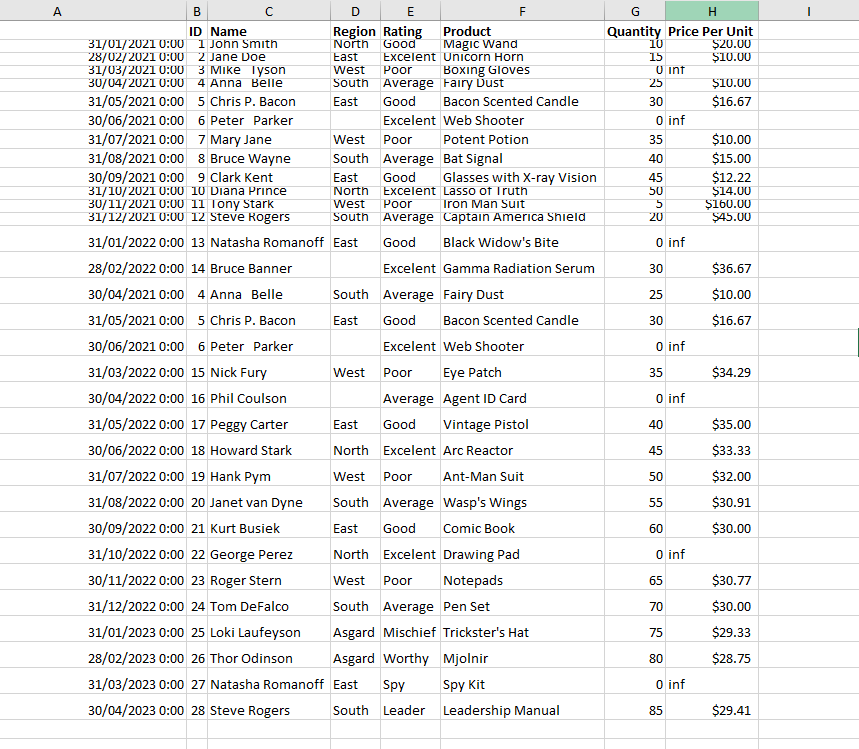 A B C D E F G H I
ID Name Region Rating Product Quantity Price Per Unit
31/01/2021 0:00 1 John Smith North Good Magic Wand 10 $20.00
28/02/2021 0:00 2 Jane Doe East Excelent Unicorn Horn 15 $10.00
31/03/2021 0:00 3 Mike   Tyson West Poor Boxing Gloves 0 inf
30/04/2021 0:00 4 Anna   Belle South Average Fairy Dust 25 $10.00
31/05/2021 0:00 5 Chris P. Bacon East Good Bacon Scented Candle 30 $16.67
30/06/2021 0:00 6 Peter   Parker Excelent Web Shooter 0 inf
31/07/2021 0:00 7 Mary Jane West Poor Potent Potion 35 $10.00
31/08/2021 0:00 8 Bruce Wayne South Average Bat Signal 40 $15.00
30/09/2021 0:00 9 Clark Kent East Good Glasses with X-ray Vision 45 $12.22
31/10/2021 0:00 10 Diana Prince North Excelent Lasso of Truth 50 $14.00
30/11/2021 0:00 11 Tony Stark West Poor Iron Man Suit 5 $160.00
31/12/2021 0:00 12 Steve Rogers South Average Captain America Shield 20 $45.00
31/01/2022 0:00 13 Natasha Romanoff East Good Black Widow's Bite 0 inf
28/02/2022 0:00 14 Bruce Banner Excelent Gamma Radiation Serum 30 $36.67
30/04/2021 0:00 4 Anna   Belle South Average Fairy Dust 25 $10.00
31/05/2021 0:00 5 Chris P. Bacon East Good Bacon Scented Candle 30 $16.67
30/06/2021 0:00 6 Peter   Parker Excelent Web Shooter 0 inf
31/03/2022 0:00 15 Nick Fury West Poor Eye Patch 35 $34.29
30/04/2022 0:00 16 Phil Coulson Average Agent ID Card 0 inf
31/05/2022 0:00 17 Peggy Carter East Good Vintage Pistol 40 $35.00
30/06/2022 0:00 18 Howard Stark North Excelent Arc Reactor 45 $33.33
31/07/2022 0:00 19 Hank Pym West Poor Ant-Man Suit 50 $32.00
31/08/2022 0:00 20 Janet van Dyne South Average Wasp's Wings 55 $30.91
30/09/2022 0:00 21 Kurt Busiek East Good Comic Book 60 $30.00
31/10/2022 0:00 22 George Perez North Excelent Drawing Pad 0 inf
30/11/2022 0:00 23 Roger Stern West Poor Notepads 65 $30.77
31/12/2022 0:00 24 Tom DeFalco South Average Pen Set 70 $30.00
31/01/2023 0:00 25 Loki Laufeyson Asgard Mischief Trickster's Hat 75 $29.33
28/02/2023 0:00 26 Thor Odinson Asgard Worthy Mjolnir 80 $28.75
31/03/2023 0:00 27 Natasha Romanoff East Spy Spy Kit 0 inf
30/04/2023 0:00 28 Steve Rogers South Leader Leadership Manual 85 $29.41